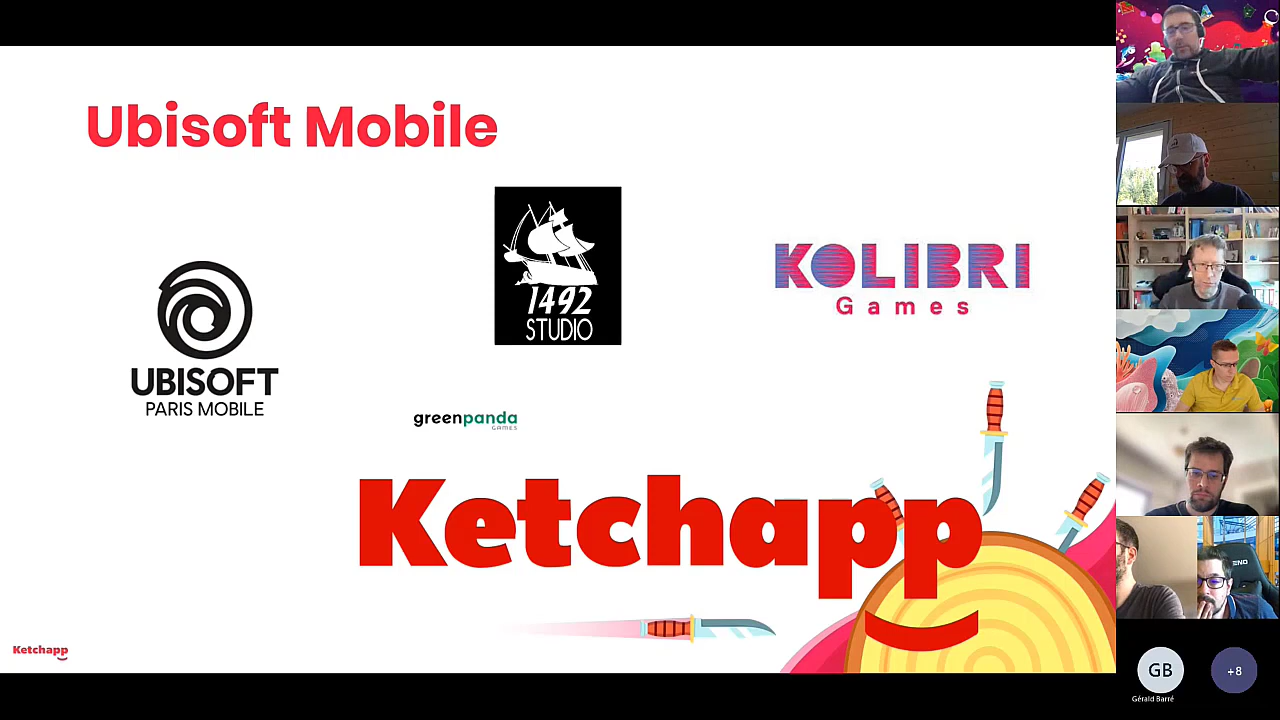 Ubisoft Mobile
1492
STUDIO
KOLIBRI
Games
UBISOFT
PARIS MOBILE
greenpanda
GAMES
Ketchapp
Ketchapp
GB
+8
Gérald Barré